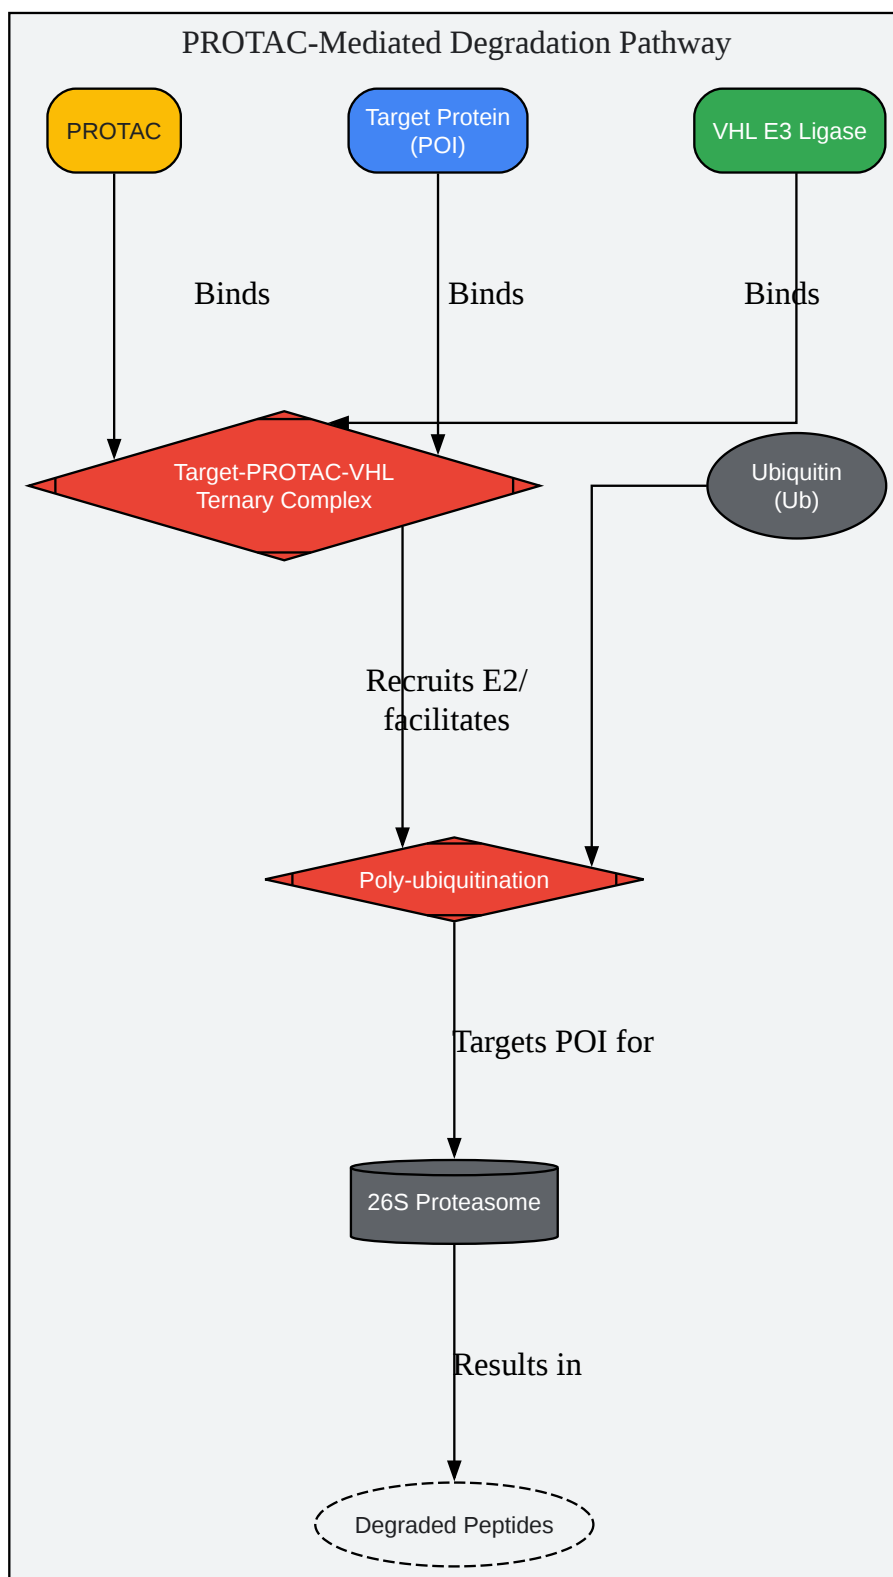 PROTAC-Mediated Degradation Pathway
PROTAC
Target Protein
(POI)
VHL E3 Ligase
Binds
Binds
Binds
Target-PROTAC-VHL
Ternary Complex
Ubiquitin
(Ub)
Recruits E2/
facilitates
Poly-ubiquitination
Targets POI for
26S Proteasome
Results in
Degraded Peptides